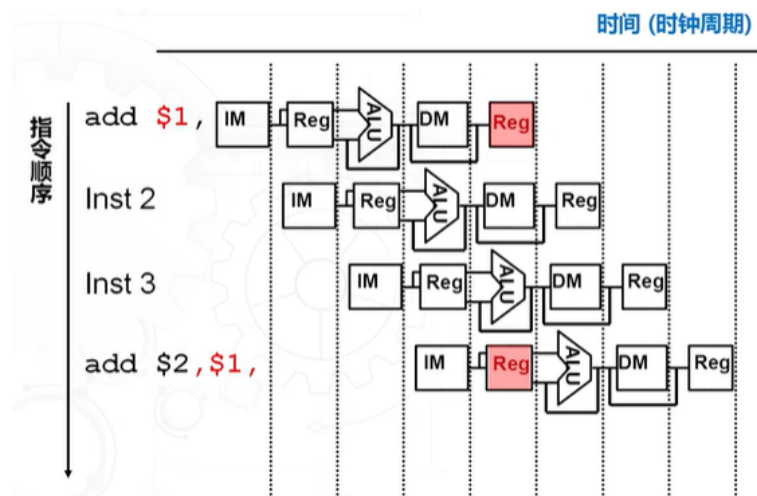 时间 (时钟周期)
指令顺序
add $1, IM Reg ALU DM Reg
Inst 2 IM Reg ALU DM Reg
Inst 3 IM Reg ALU DM Reg
add $2,$1, IM Reg ALU DM Reg